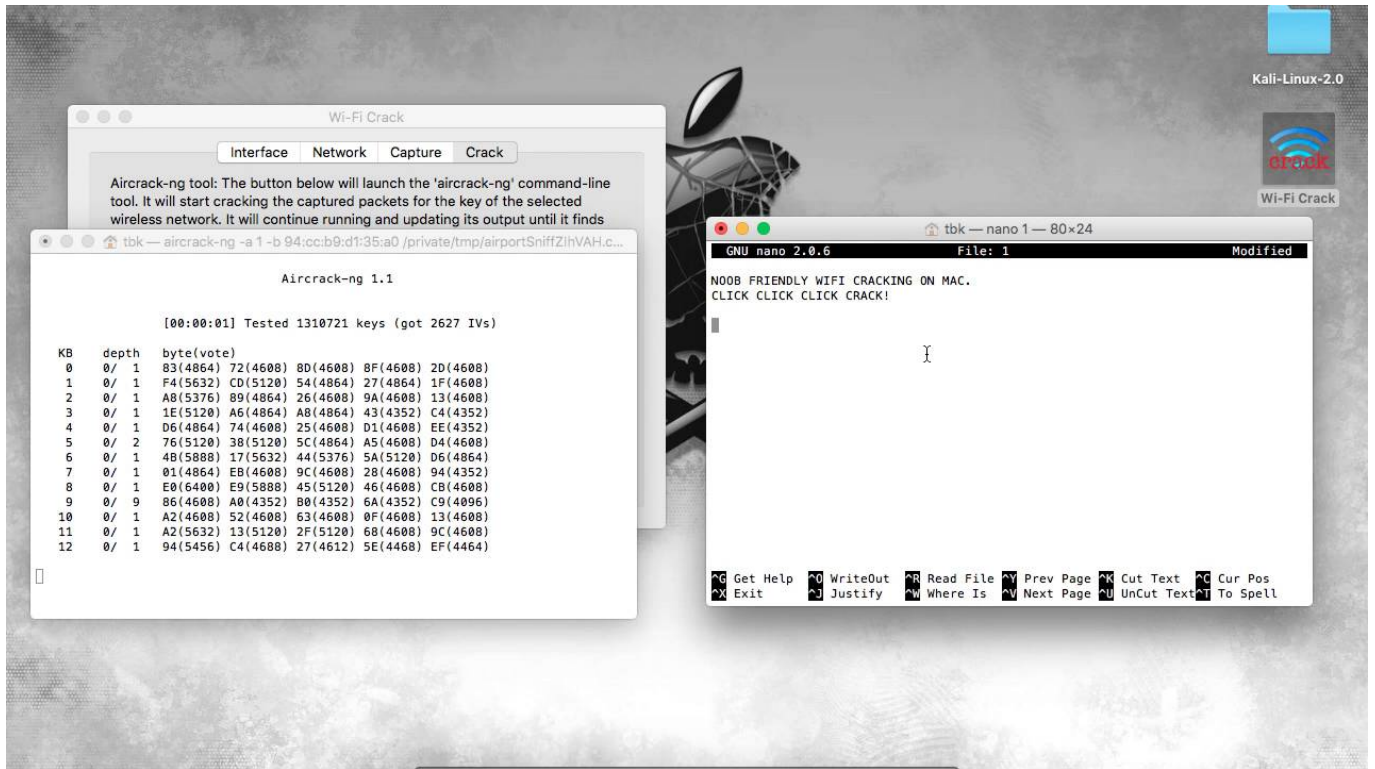 Kali-Linux-2.0
crack
Wi-Fi Crack
Wi-Fi Crack
Interface Network Capture Crack
Aircrack-ng tool: The button below will launch the 'aircrack-ng' command-line
tool. It will start cracking the captured packets for the key of the selected
wireless network. It will continue running and updating its output until it finds
tbk — aircrack-ng -a 1 -b 94:cc:b9:d1:35:a0 /private/tmp/airportSniffZIhVAH.c...
Aircrack-ng 1.1
[00:00:01] Tested 1310721 keys (got 2627 IVs)
KB depth byte(vote)
0 0/ 1 83(4864) 72(4608) 8D(4608) 8F(4608) 2D(4608)
1 0/ 1 F4(5632) CD(5120) 54(4864) 27(4864) 1F(4608)
2 0/ 1 A8(5376) 89(4864) 26(4608) 9A(4608) 13(4608)
3 0/ 1 1E(5120) A6(4864) A8(4864) 43(4352) C4(4352)
4 0/ 1 D6(4864) 74(4608) 25(4608) D1(4608) EE(4352)
5 0/ 2 76(5120) 38(5120) 5C(4864) A5(4608) D4(4608)
6 0/ 1 4B(5888) 17(5632) 44(5376) 5A(5120) D6(4864)
7 0/ 1 01(4864) EB(4608) 9C(4608) 28(4608) 94(4352)
8 0/ 1 E0(6400) E9(5888) 45(5120) 46(4608) CB(4608)
9 0/ 9 86(4608) A0(4352) B0(4352) 6A(4352) C9(4096)
10 0/ 1 A2(4608) 52(4608) 63(4608) 0F(4608) 13(4608)
11 0/ 1 A2(5632) 13(5120) 2F(5120) 68(4608) 9C(4608)
12 0/ 1 94(5456) C4(4688) 27(4612) 5E(4468) EF(4464)
tbk — nano 1 — 80×24
GNU nano 2.0.6 File: 1 Modified
NOOB FRIENDLY WIFI CRACKING ON MAC.
CLICK CLICK CLICK CRACK!
^G Get Help ^O WriteOut ^R Read File ^Y Prev Page ^K Cut Text ^C Cur Pos
^X Exit ^J Justify ^W Where Is ^V Next Page ^U UnCut Text ^T To Spell